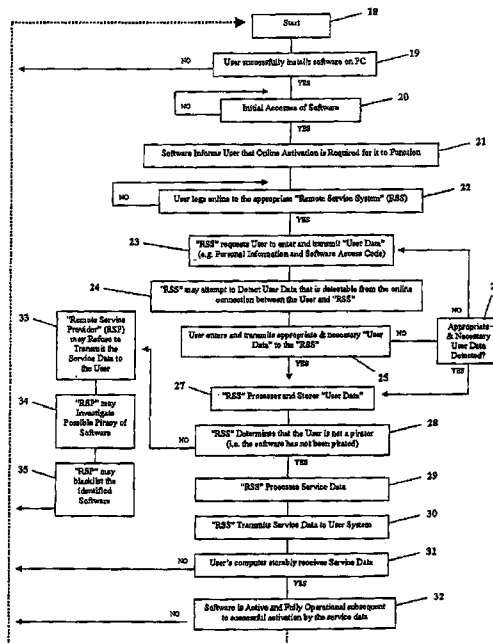 Start
18
User successfully installs software on PC
19
NO
YES
Initial Accesses of Software
20
NO
YES
Software Informs User that Online Activation is Required for it to Function
21
User logs online to the appropriate "Remote Service System" (RSS)
22
NO
YES
23
"RSS" requests User to enter and transmit "User Data"
(e.g. Personal Information and Software Access Code)
24
"RSS" may attempt to Detect User Data that is detectable from the online
connection between the User and "RSS"
NO
2
Appropriate
& Necessary
User Data
Detected?
YES
User enters and transmits appropriate & necessary "User
Data" to the "RSS"
NO
25
YES
27
"RSS" Processes and Stores "User Data"
33
"Remote Service
Provider" (RSP)
may Refuse to
Transmit the
Service Data to
the User
28
"RSS" Determines that the User is not a pirator
(i.e. the software has not been pirated)
NO
YES
34
"RSP" may
Investigate
Possible Piracy of
Software
29
"RSS" Processes Service Data
35
"RSP" may
blacklist the
identified
Software
30
"RSS" Transmits Service Data to User System
31
User's computer storably receives Service Data
NO
YES
32
Software is Active and Fully Operational subsequent
to successful activation by the service data
NO
YES